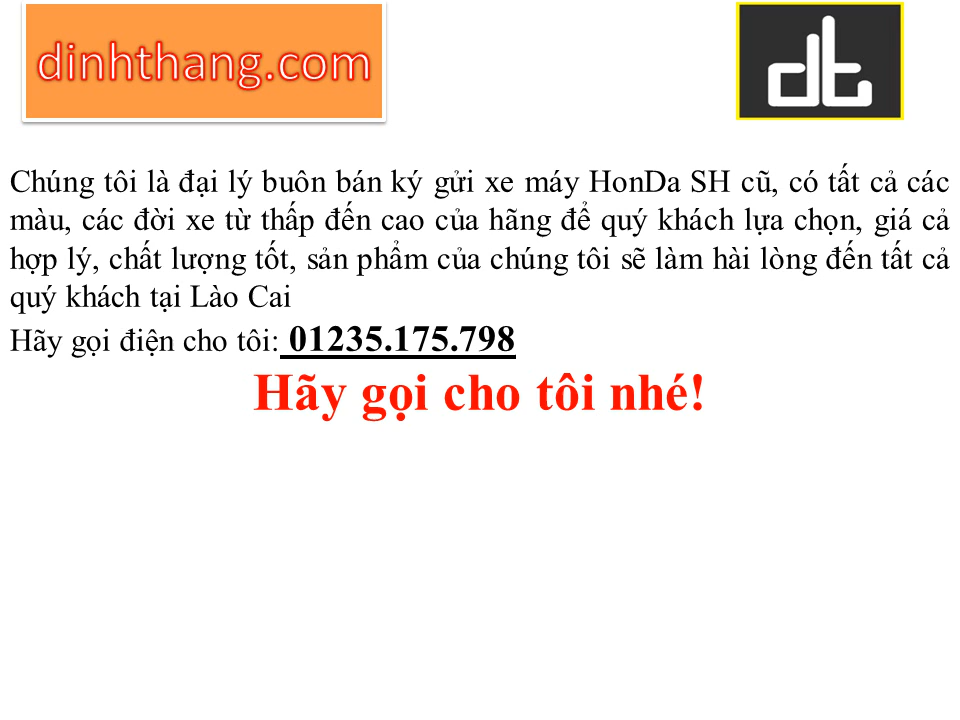 dinhthang.com
dt
Chúng tôi là đại lý buôn bán ký gửi xe máy HonDa SH cũ, có tất cả các
màu, các đời xe từ thấp đến cao của hãng để quý khách lựa chọn, giá cả
hợp lý, chất lượng tốt, sản phẩm của chúng tôi sẽ làm hài lòng đến tất cả
quý khách tại Lào Cai
Hãy gọi điện cho tôi: 01235.175.798
Hãy gọi cho tôi nhé!